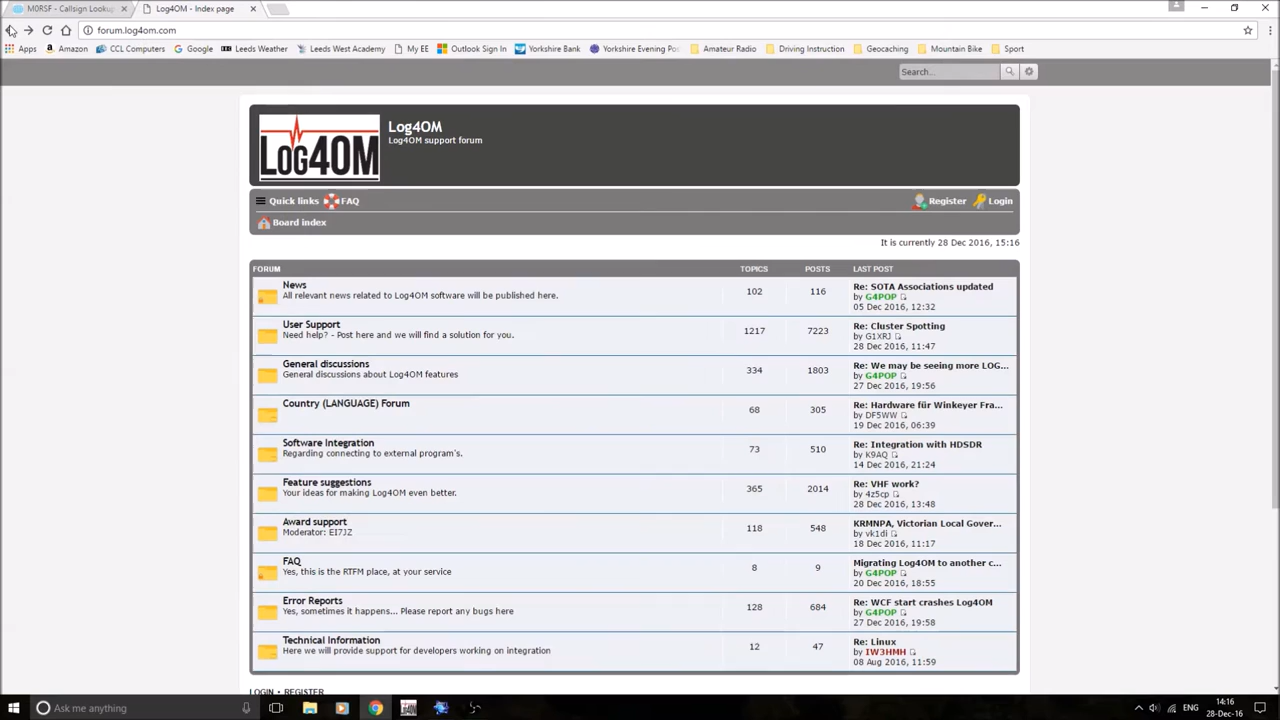 M0RSF - Callsign Lookup
Log4OM - Index page
forum.log4om.com
Apps Amazon CCL Computers Google Leeds Weather Leeds West Academy My EE Outlook Sign In Yorkshire Bank Yorkshire Evening Po Amateur Radio Driving Instruction Geocaching Mountain Bike Sport
Search...
LOG4OM
Log4OM
Log4OM support forum
Quick links FAQ Register Login
Board index
It is currently 28 Dec 2016, 15:16
FORUM TOPICS POSTS LAST POST
News
All relevant news related to Log4OM software will be published here.
102 116
Re: SOTA Associations updated
by G4POP
05 Dec 2016, 12:32
User Support
Need help? - Post here and we will find a solution for you.
1217 7223
Re: Cluster Spotting
by G1XRJ
28 Dec 2016, 11:47
General discussions
General discussions about Log4OM features
334 1803
Re: We may be seeing more LOG...
by G4POP
27 Dec 2016, 19:56
Country (LANGUAGE) Forum
68 305
Re: Hardware für Winkeyer Fra...
by DF5WW
19 Dec 2016, 06:39
Software Integration
Regarding connecting to external program's.
73 510
Re: Integration with HDSDR
by K9AQ
14 Dec 2016, 21:24
Feature suggestions
Your ideas for making Log4OM even better.
365 2014
Re: VHF work?
by 4z5cp
28 Dec 2016, 13:48
Award support
Moderator: EI7JZ
118 548
KRMNPA, Victorian Local Gover...
by vk1di
18 Dec 2016, 11:17
FAQ
Yes, this is the RTFM place, at your service
8 9
Migrating Log4OM to another c...
by G4POP
20 Dec 2016, 18:55
Error Reports
Yes, sometimes it happens... Please report any bugs here
128 684
Re: WCF start crashes Log4OM
by G4POP
27 Dec 2016, 19:58
Technical Information
Here we will provide support for developers working on integration
12 47
Re: Linux
by IW3HMH
08 Aug 2016, 11:59
LOGIN • REGISTER
Ask me anything
ENG
14:16
28-Dec-16